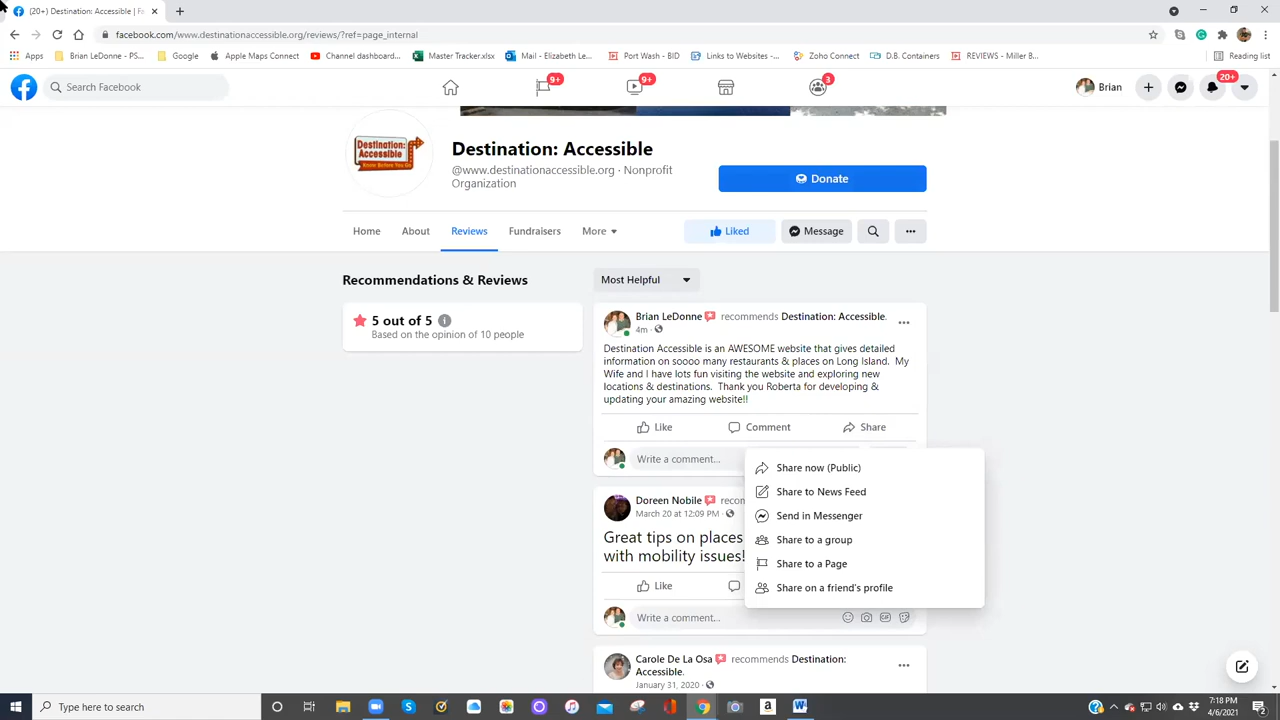 (20+) Destination: Accessible | Fa
facebook.com/www.destinationaccessible.org/reviews/?ref=page_internal
Apps
Brian LeDonne - PS...
Google
Apple Maps Connect
Channel dashboard...
Master Tracker.xlsx
Mail - Elizabeth Le...
Port Wash - BID
Links to Websites -...
Zoho Connect
D.B. Containers
REVIEWS - Miller B...
Reading list
Search Facebook
9+
9+
3
Brian
20+
Destination:
Accessible
Know Before You Go
Destination: Accessible
@www.destinationaccessible.org · Nonprofit
Organization
Donate
Home
About
Reviews
Fundraisers
More
Liked
Message
Recommendations & Reviews
Most Helpful
5 out of 5
Based on the opinion of 10 people
Brian LeDonne recommends Destination: Accessible.
4m ·
Destination Accessible is an AWESOME website that gives detailed
information on soooo many restaurants & places on Long Island. My
Wife and I have lots fun visiting the website and exploring new
locations & destinations. Thank you Roberta for developing &
updating your amazing website!!
Like
Comment
Share
Write a comment...
Share now (Public)
Share to News Feed
Send in Messenger
Share to a group
Share to a Page
Share on a friend's profile
Doreen Nobile recon
March 20 at 12:09 PM ·
Great tips on places
with mobility issues!
Like
Write a comment...
GIF
Carole De La Osa recommends Destination:
Accessible.
January 31, 2020 ·
Type here to search
7:18 PM
4/6/2021
2